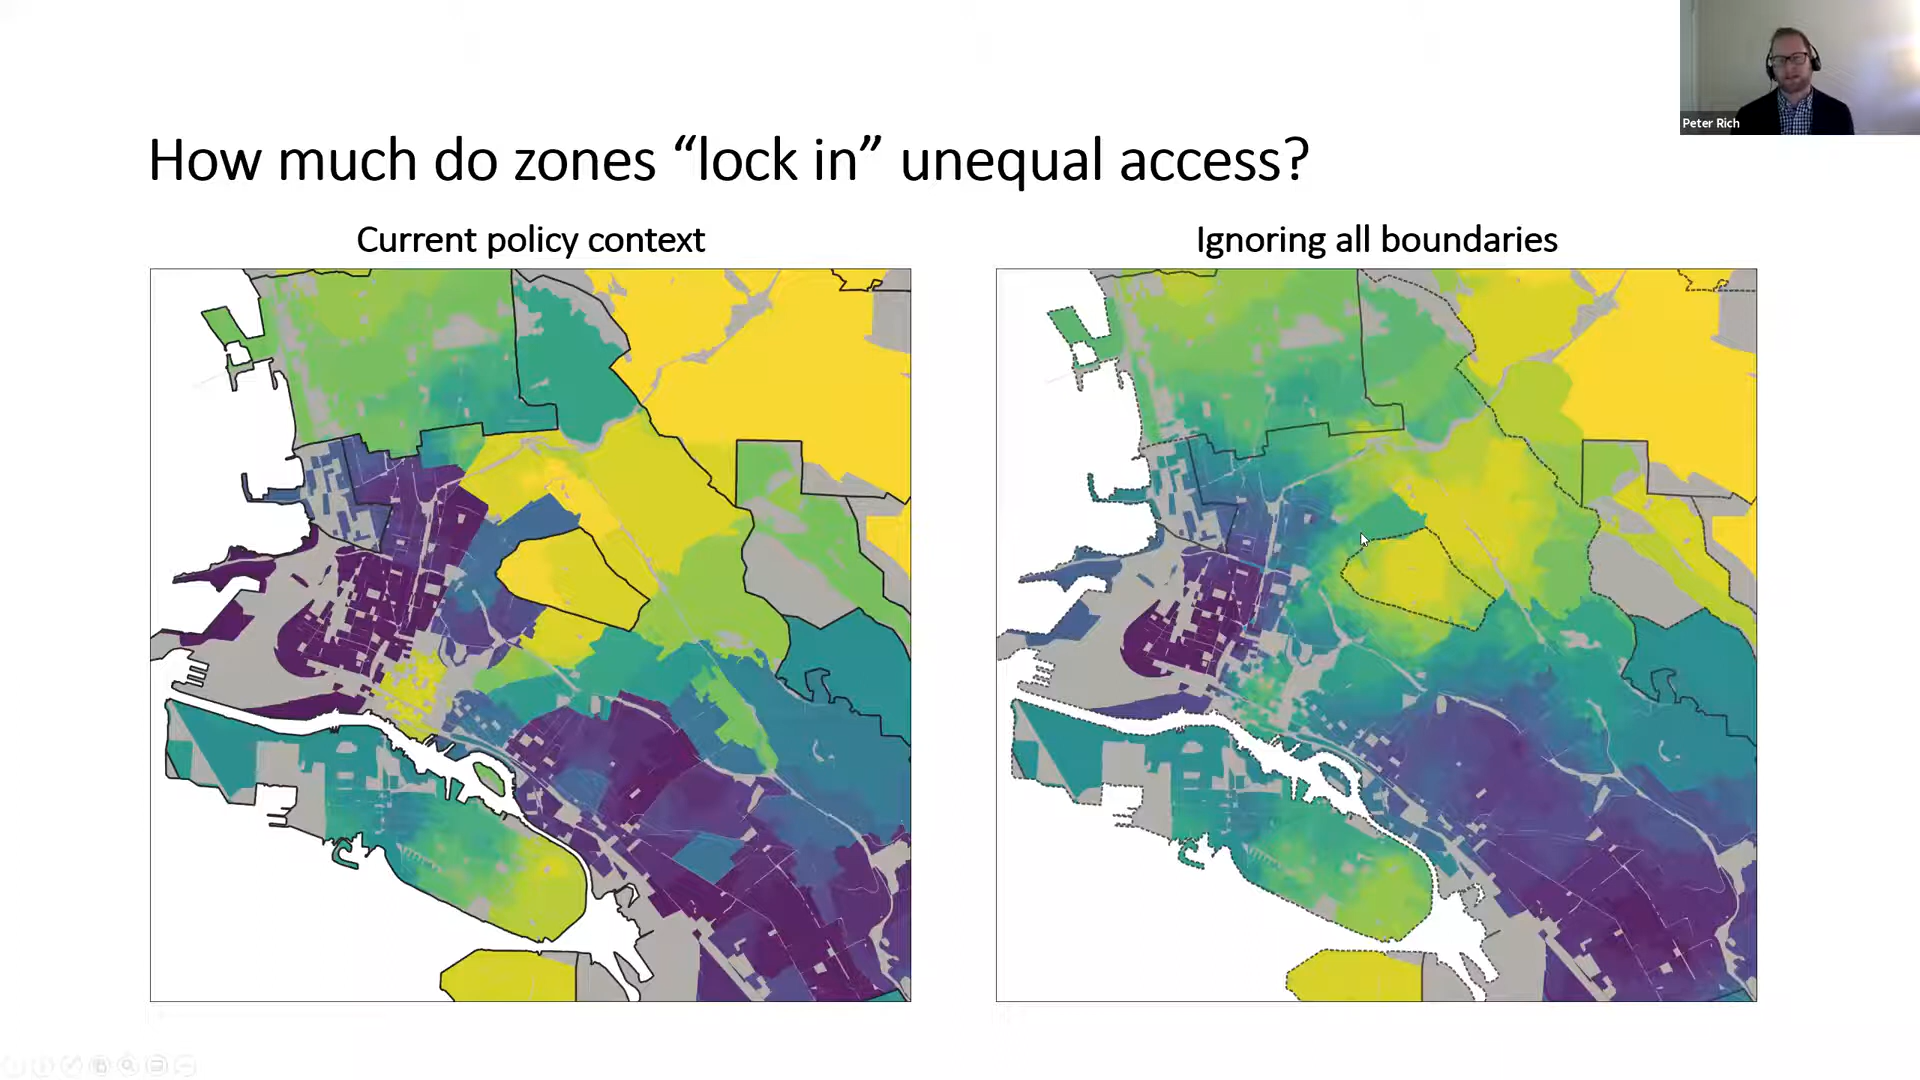 Peter Rich
How much do zones “lock in” unequal access?
Current policy context
Ignoring all boundaries